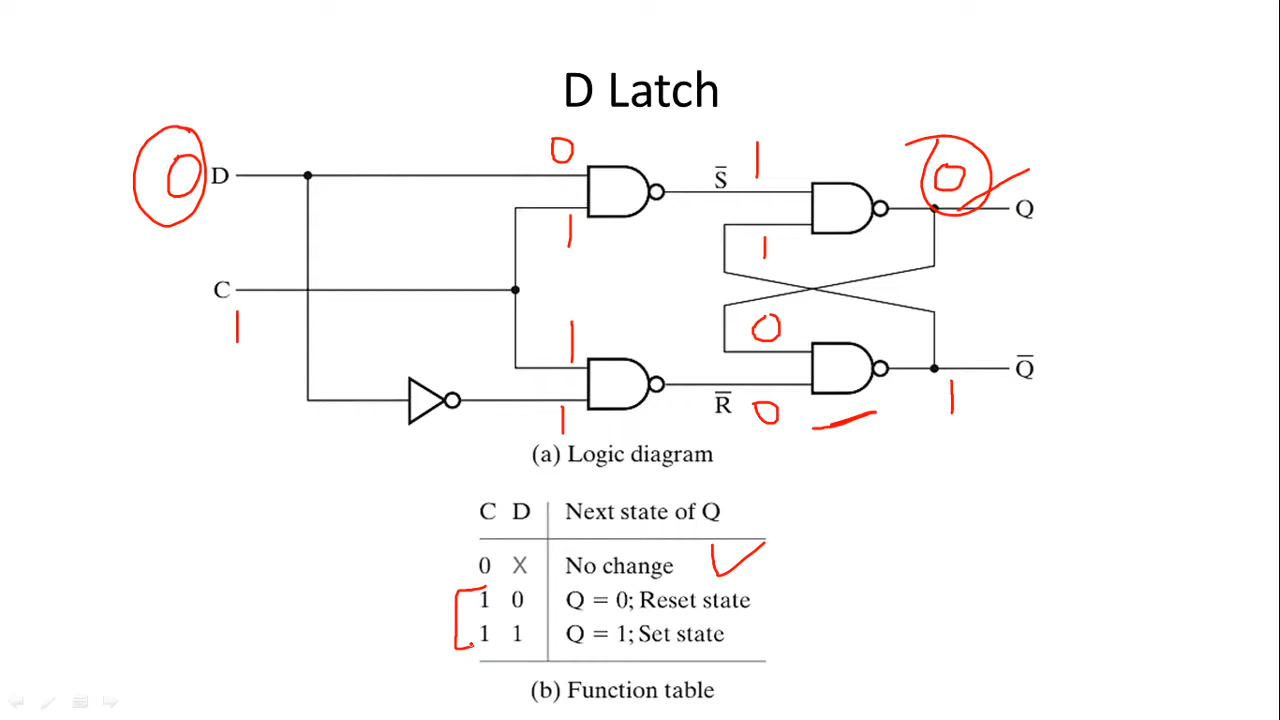 D Latch
0 1 0
0 D S̅ Q
1 1
C
1 1 0
Q̅
1 R̅ 0 1
(a) Logic diagram
C D Next state of Q
0 X No change
1 0 Q = 0; Reset state
1 1 Q = 1; Set state
(b) Function table